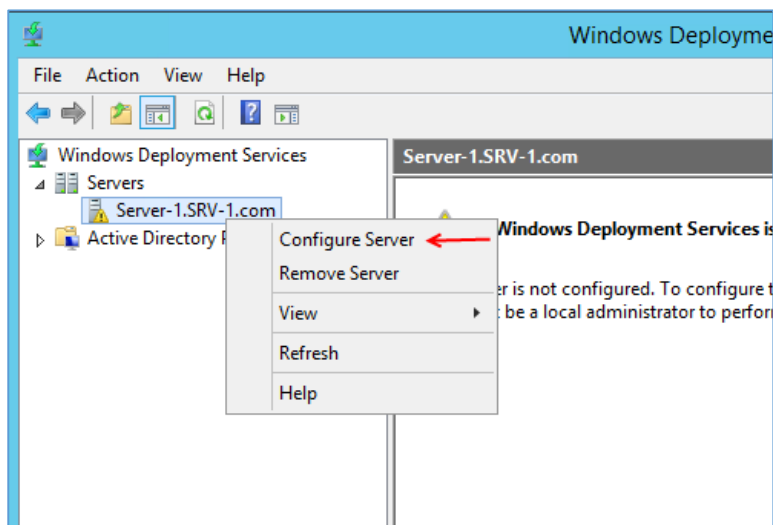 Windows Deployme
File Action View Help
Windows Deployment Services
Servers
Server-1.SRV-1.com
Active Directory
Server-1.SRV-1.com
Configure Server
Remove Server
View
Refresh
Help
Windows Deployment Services is
er is not configured. To configure t
be a local administrator to perfor